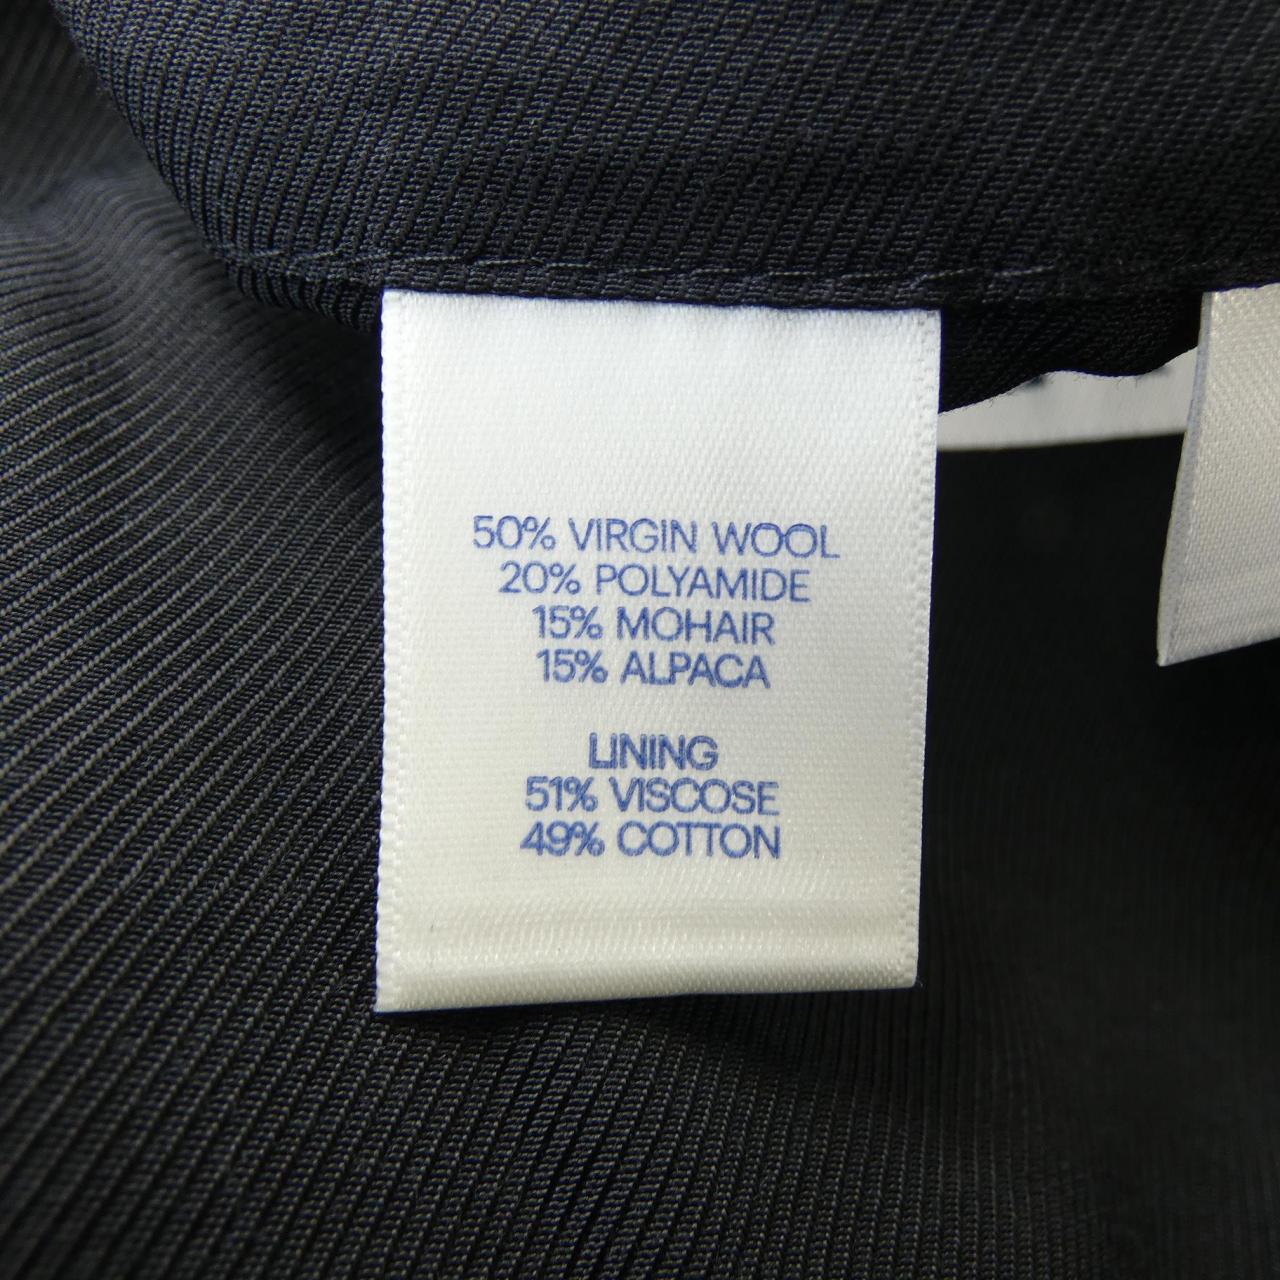 50% VIRGIN WOOL
20% POLYAMIDE
15% MOHAIR
15% ALPACA
LINING
51% VISCOSE
49% COTTON